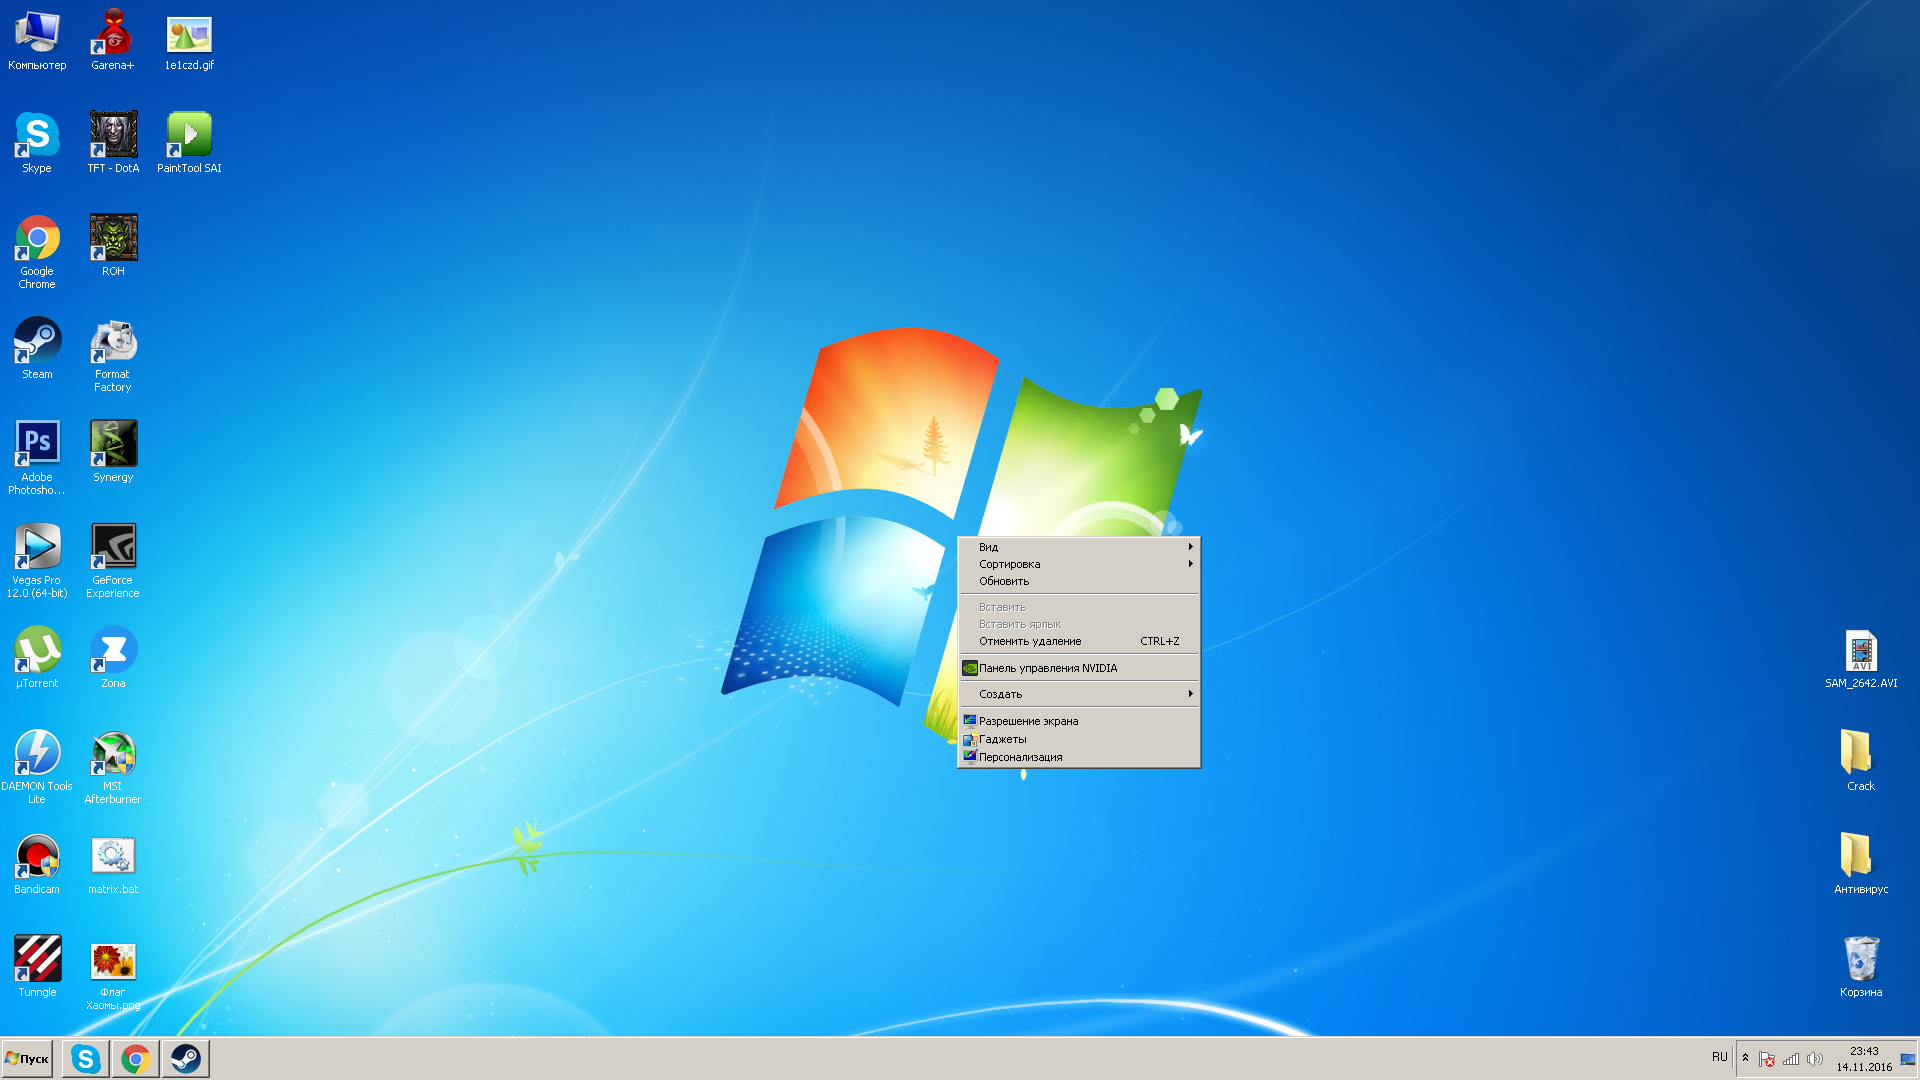 Компьютер
Garena+
1e1czd.gif
Skype
TFT - DotA
PaintTool SAI
Google
Chrome
ROH
Steam
Format
Factory
Ps
Adobe
Photosho...
Synergy
Vegas Pro
12.0 (64-bit)
GeForce
Experience
µTorrent
Zona
DAEMON Tools
Lite
MSI
Afterburner
Bandicam
matrix.bat
Tunngle
Флаг
Хаомы.png
Вид
Сортировка
Обновить
Вставить
Вставить ярлык
Отменить удаление CTRL+Z
Панель управления NVIDIA
Создать
Разрешение экрана
Гаджеты
Персонализация
AVI
SAM_2642.AVI
Crack
Антивирус
Корзина
Пуск
RU
23:43
14.11.2016